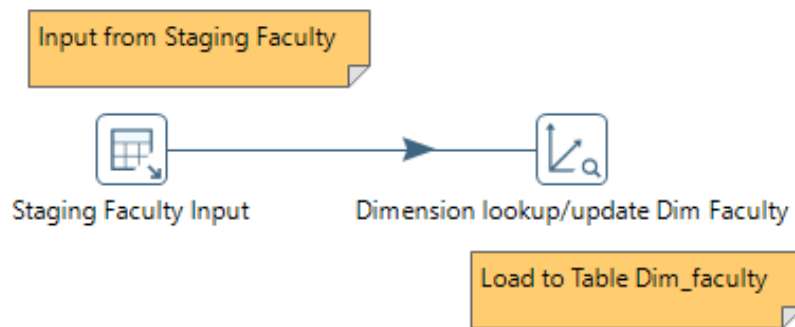 Input from Staging Faculty
Staging Faculty Input
Dimension lookup/update Dim Faculty
Load to Table Dim_faculty